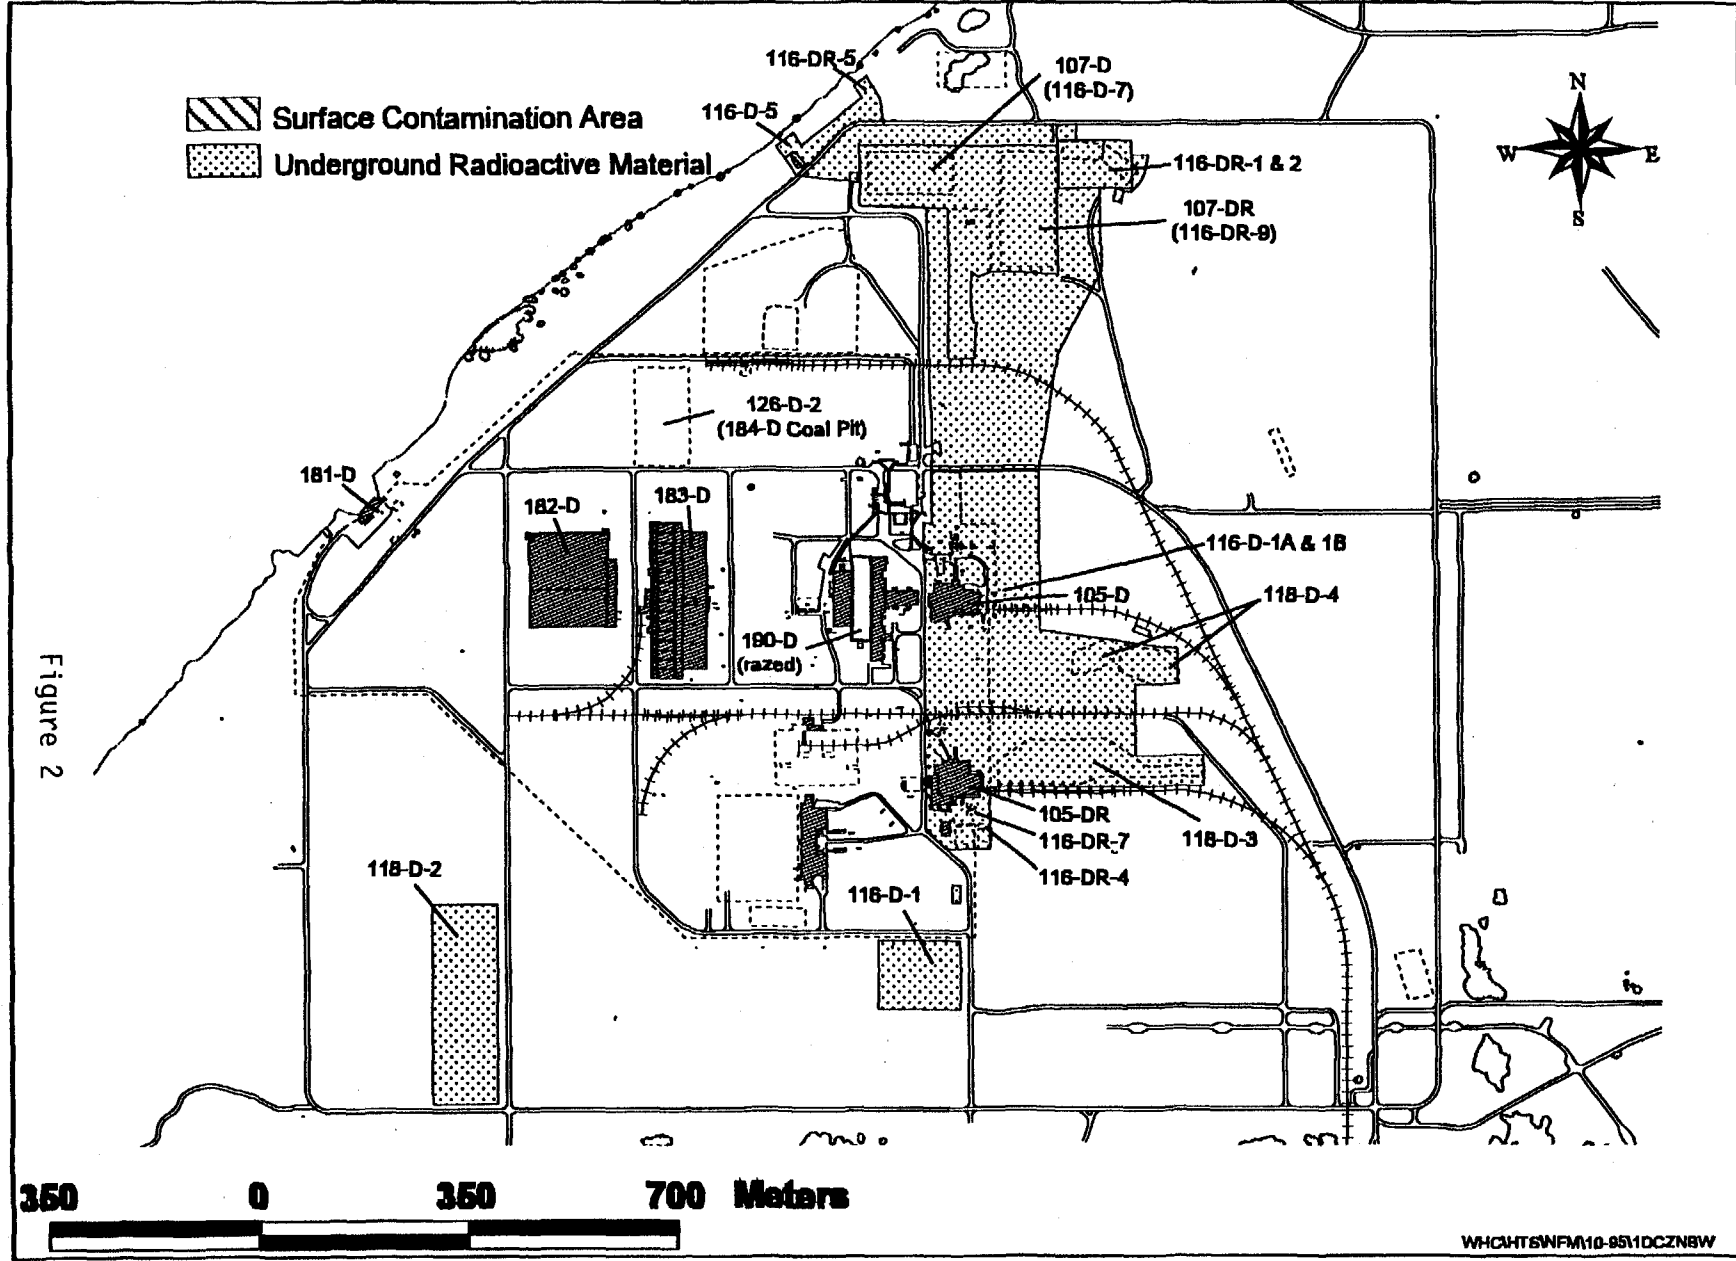 116-DR-5
107-D
(116-D-7)
N
116-D-5
Surface Contamination Area
Underground Radioactive Material
W
E
S
116-DR-1 & 2
107-DR
(116-DR-9)
126-D-2
(184-D Coal Pit)
181-D
182-D
183-D
116-D-1A & 1B
105-D
118-D-4
190-D
(razed)
Figure 2
105-DR
116-DR-7
118-D-3
116-DR-4
118-D-2
116-D-1
350 0 350 700 Meters
WHC\HTS\NFM\10-95\1DCZNBW